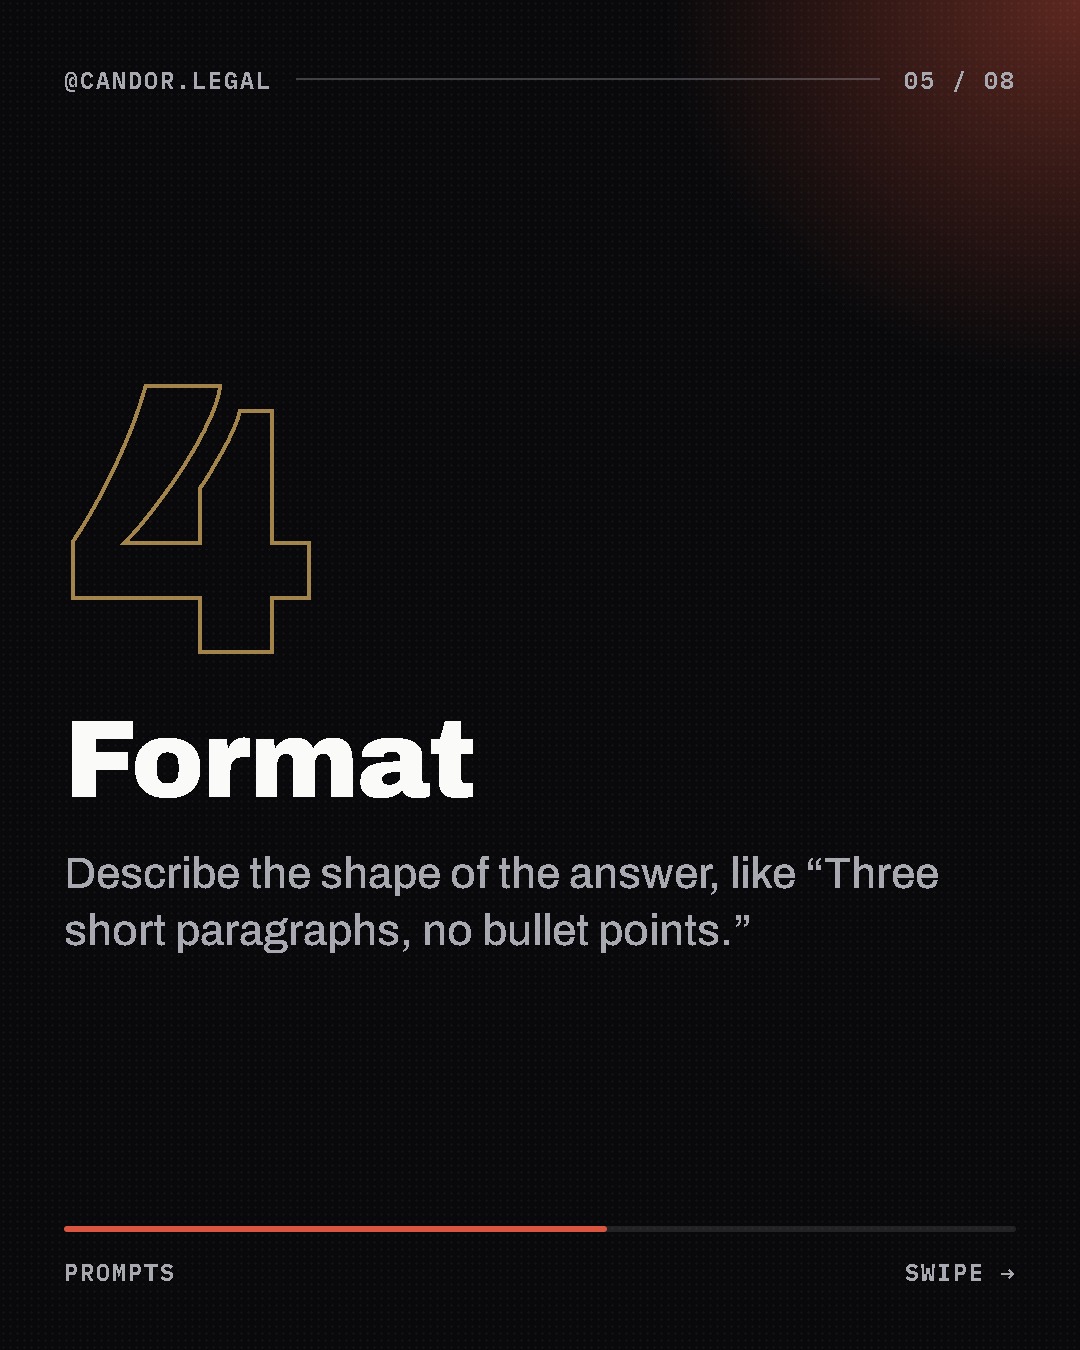 @CANDOR.LEGAL
05 / 08
4
Format
Describe the shape of the answer, like “Three
short paragraphs, no bullet points.”
PROMPTS
SWIPE →